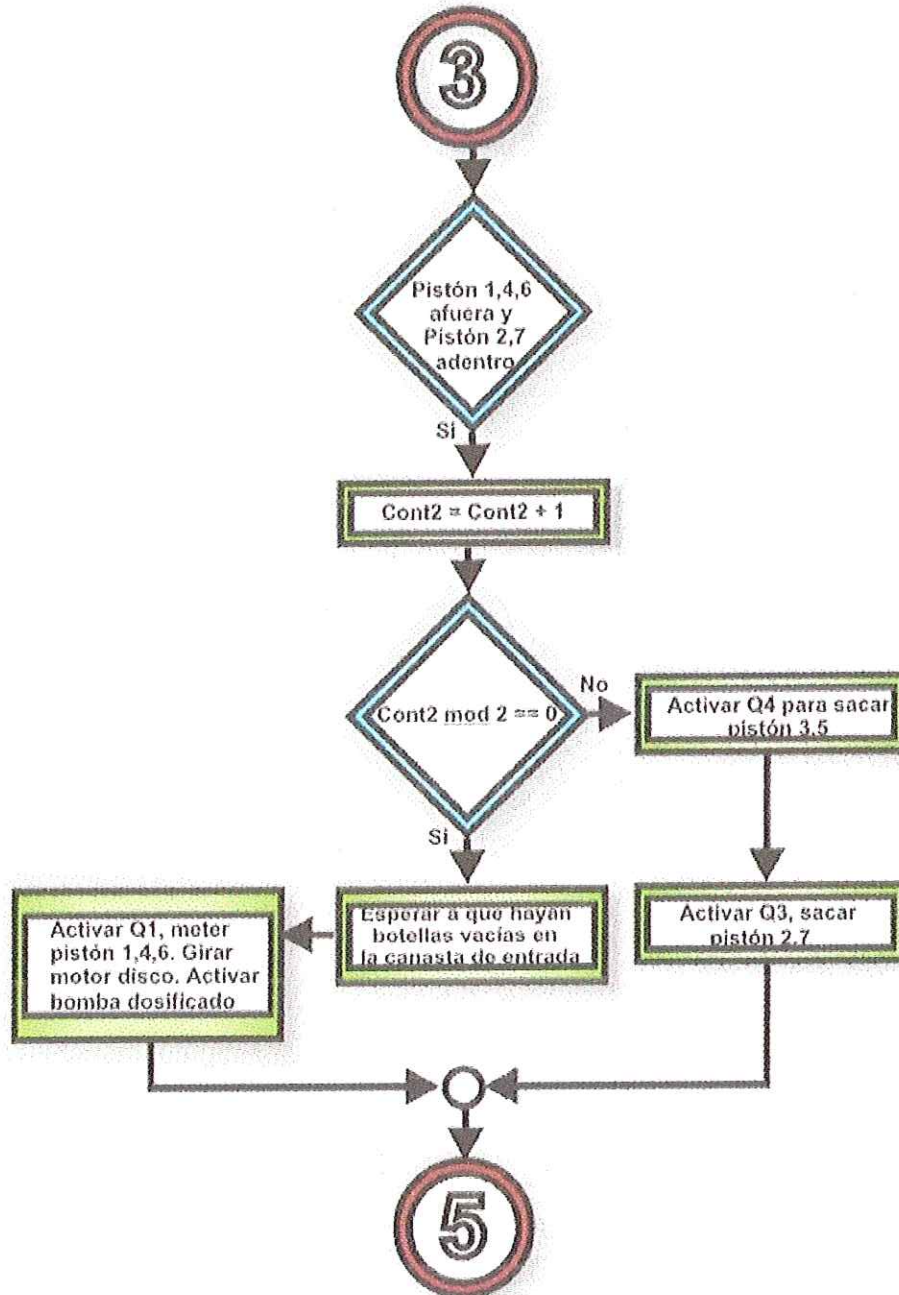 3
Pistón 1,4,6
afuera y
Pistón 2,7
adentro
Si
Cont2 = Cont2 + 1
Cont2 mod 2 == 0
No
Activar Q4 para sacar
pistón 3,5
Si
Activar Q1, meter
pistón 1,4,6. Girar
motor disco. Activar
bomba dosificado
Esperar a que hayan
botellas vacías en
la canasta de entrada
Activar Q3, sacar
pistón 2,7
5